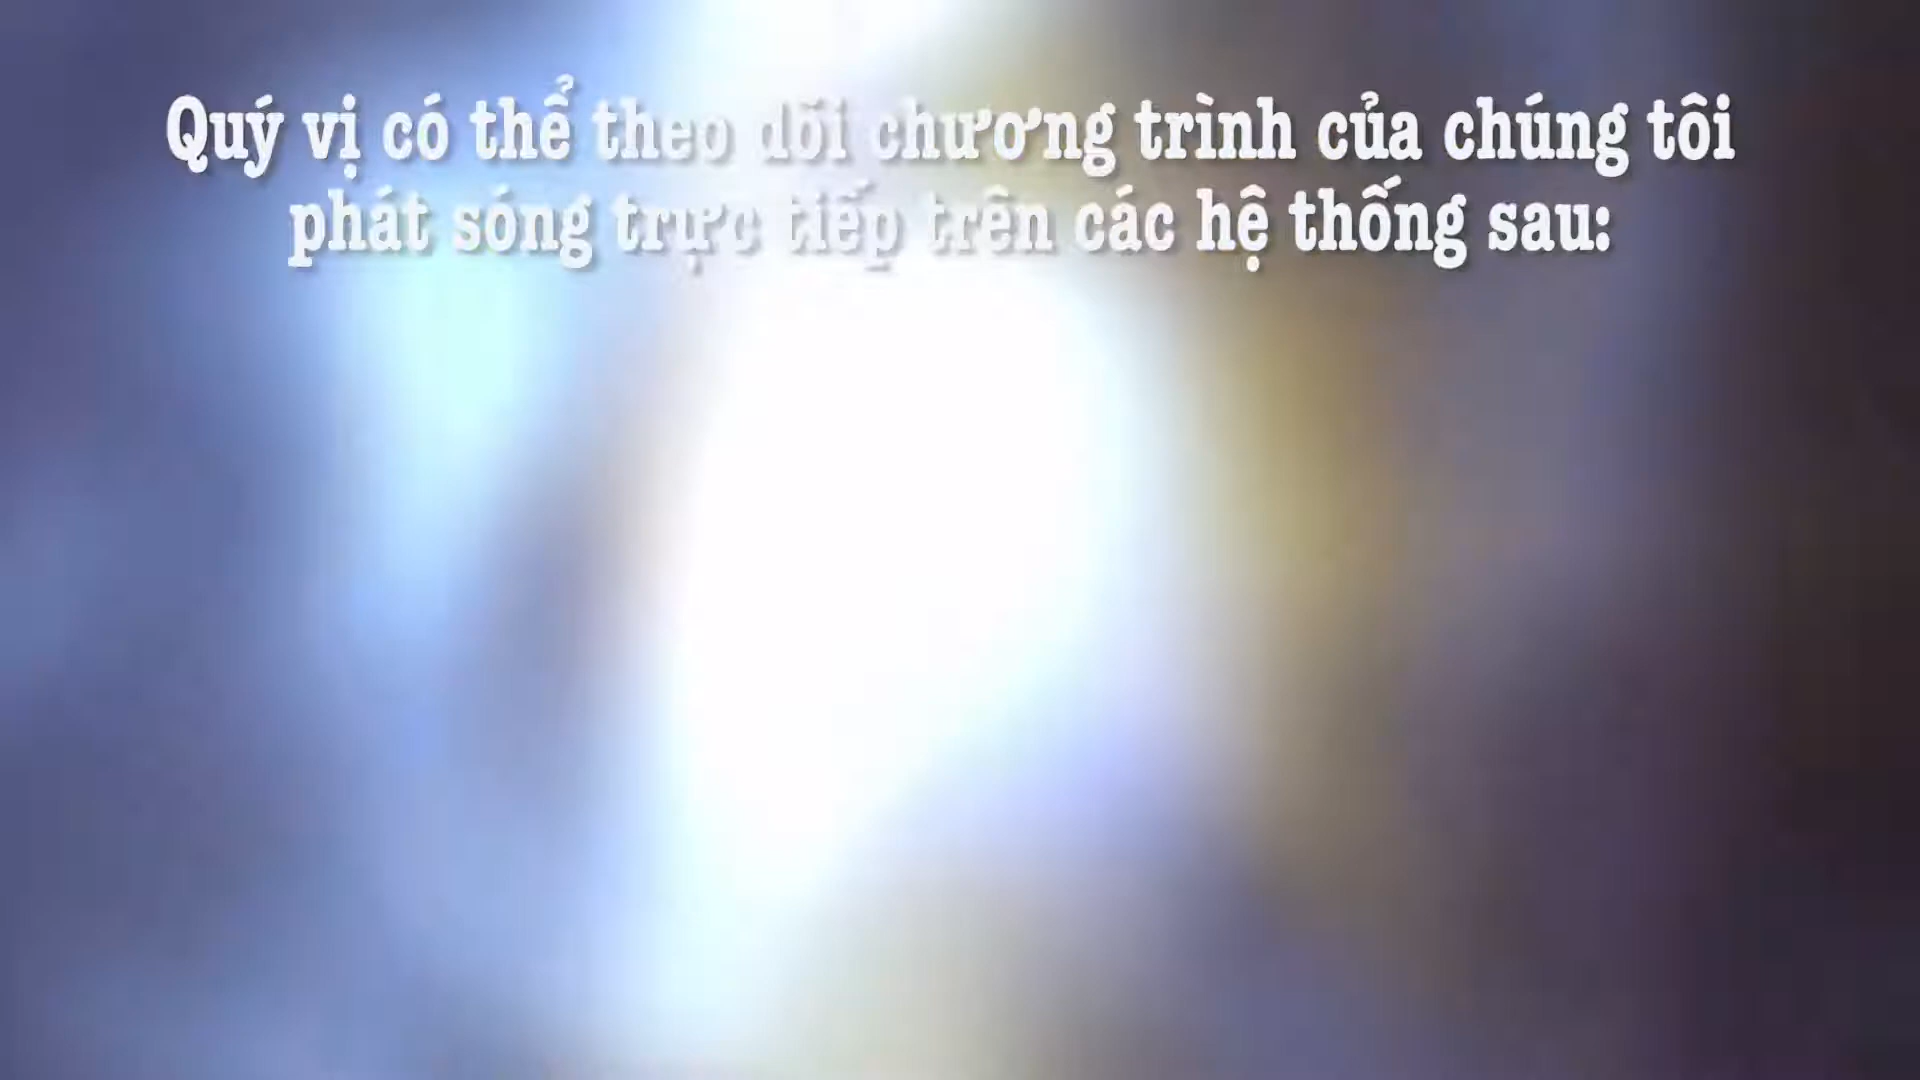 Quý vị có thể theo dõi chương trình của chúng tôi
phát sóng trực tiếp trên các hệ thống sau: